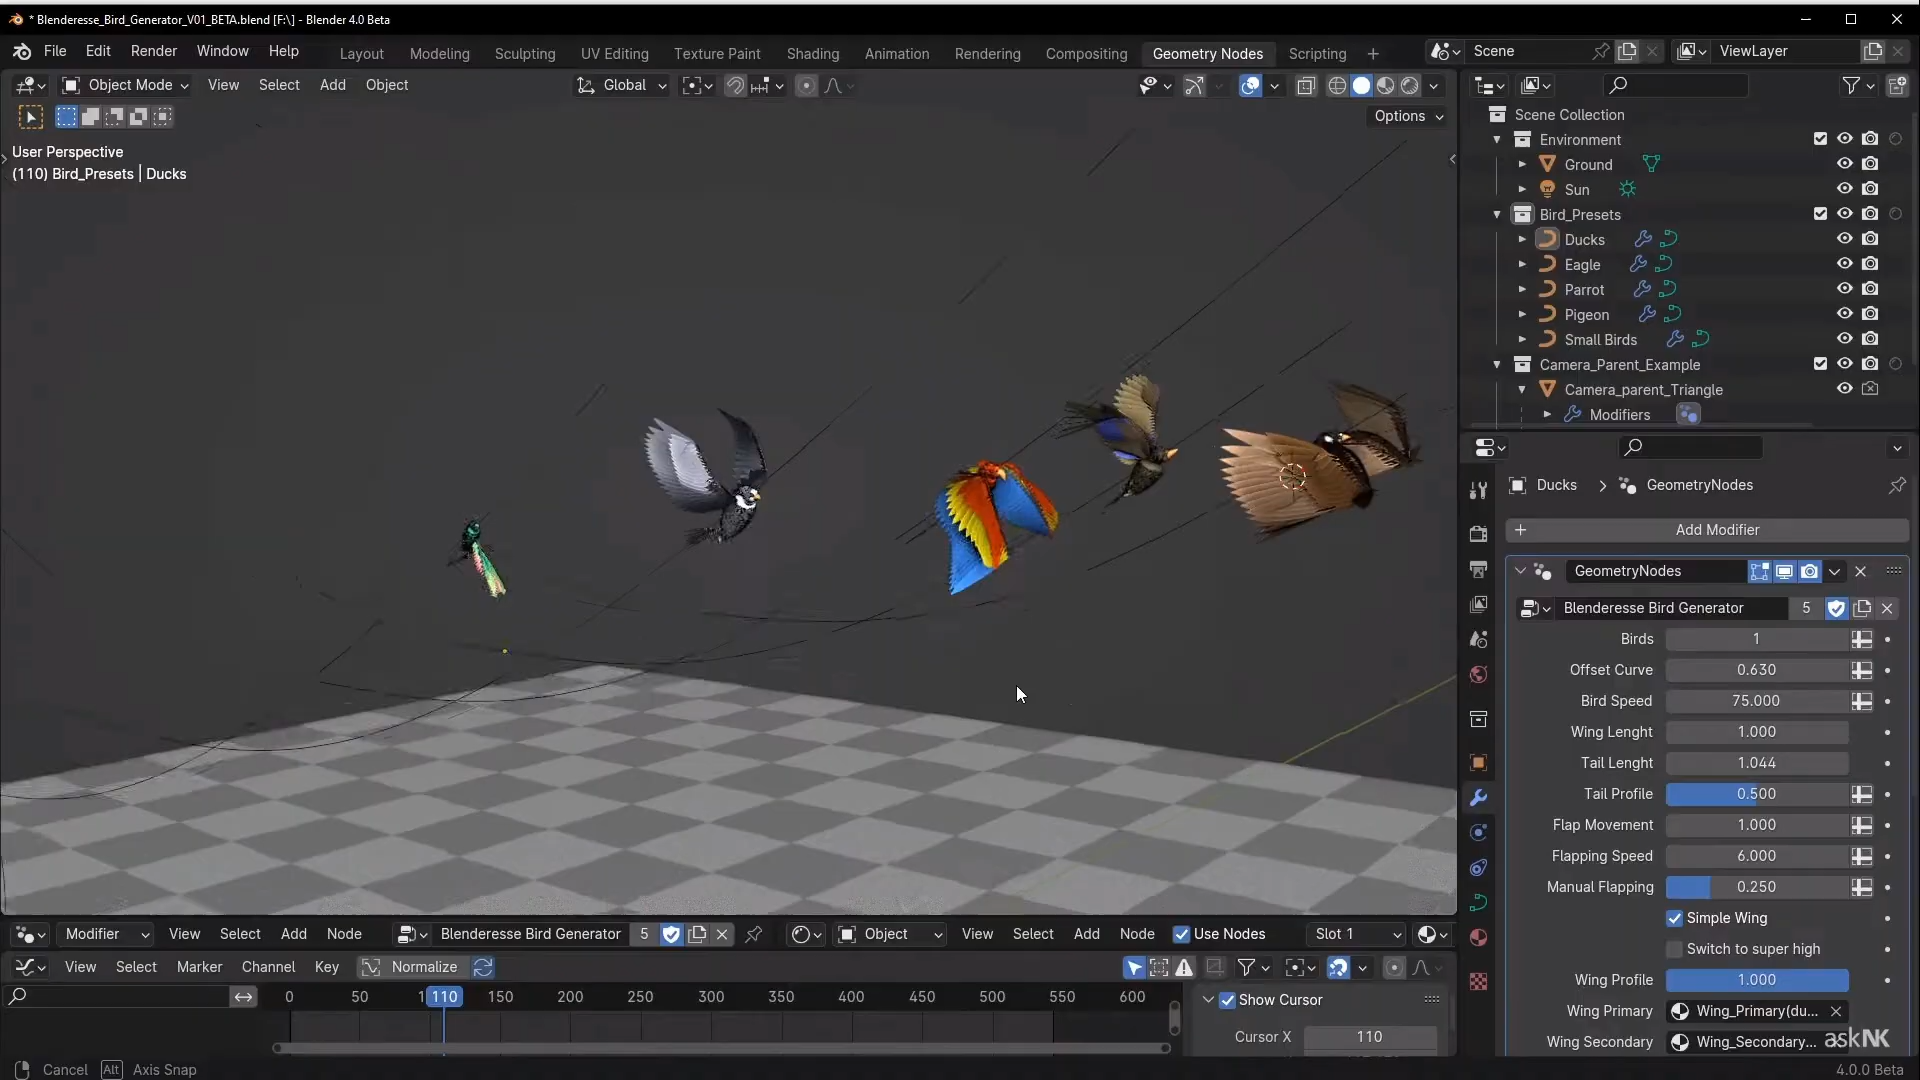 * Blenderesse_Bird_Generator_V01_BETA.blend [F:\] - Blender 4.0 Beta
File Edit Render Window Help Layout Modeling Sculpting UV Editing Texture Paint Shading Animation Rendering Compositing Geometry Nodes Scripting + Scene ViewLayer
Object Mode View Select Add Object Global
Options
User Perspective
(110) Bird_Presets | Ducks
Scene Collection
Environment
Ground
Sun
Bird_Presets
Ducks
Eagle
Parrot
Pigeon
Small Birds
Camera_Parent_Example
Camera_parent_Triangle
Modifiers
Ducks > GeometryNodes
+ Add Modifier
GeometryNodes
Blenderesse Bird Generator 5
Birds 1
Offset Curve 0.630
Bird Speed 75.000
Wing Lenght 1.000
Tail Lenght 1.044
Tail Profile 0.500
Flap Movement 1.000
Flapping Speed 6.000
Manual Flapping 0.250
Simple Wing
Switch to super high
Wing Profile 1.000
Wing Primary Wing_Primary(du...
Wing Secondary Wing_Secondary...
Modifier View Select Add Node Blenderesse Bird Generator 5 Object View Select Add Node Use Nodes Slot 1
View Select Marker Channel Key Normalize
0 50 1 110 150 200 250 300 350 400 450 500 550 600
Show Cursor
Cursor X 110
askNK
Cancel Alt Axis Snap 4.0.0 Beta